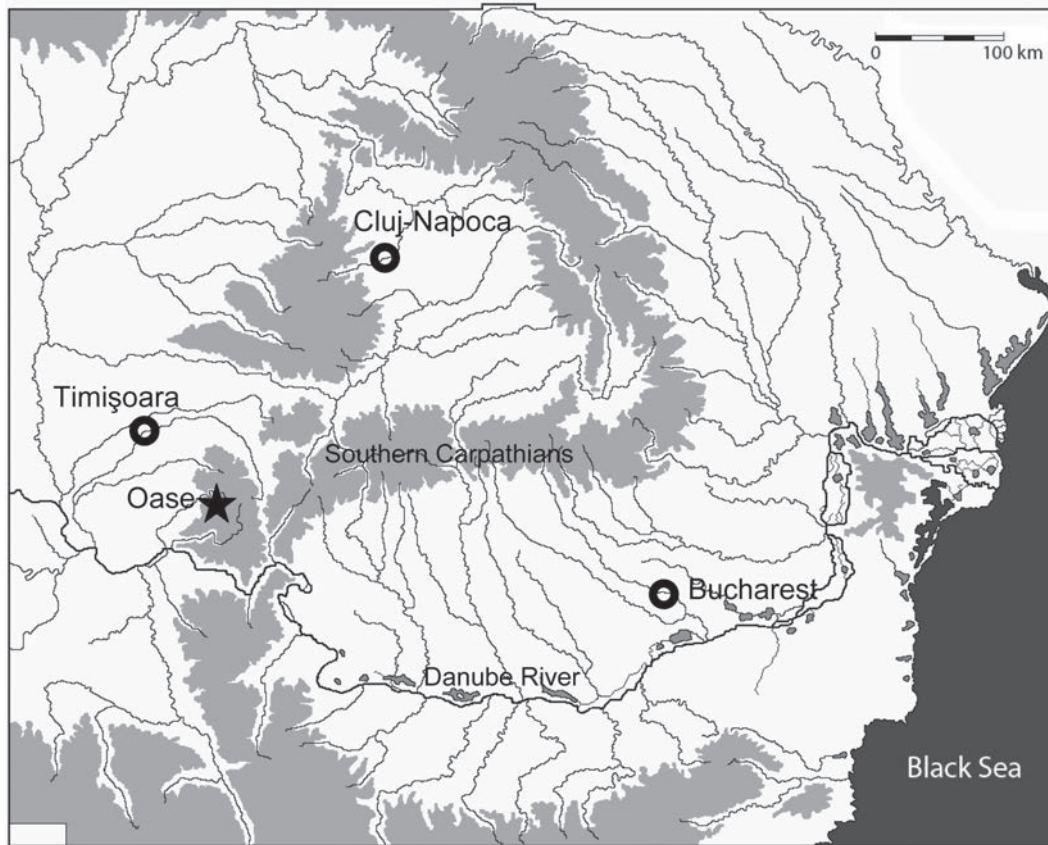 0 100 km
Cluj-Napoca
Timişoara
Southern Carpathians
Oase
Bucharest
Danube River
Black Sea